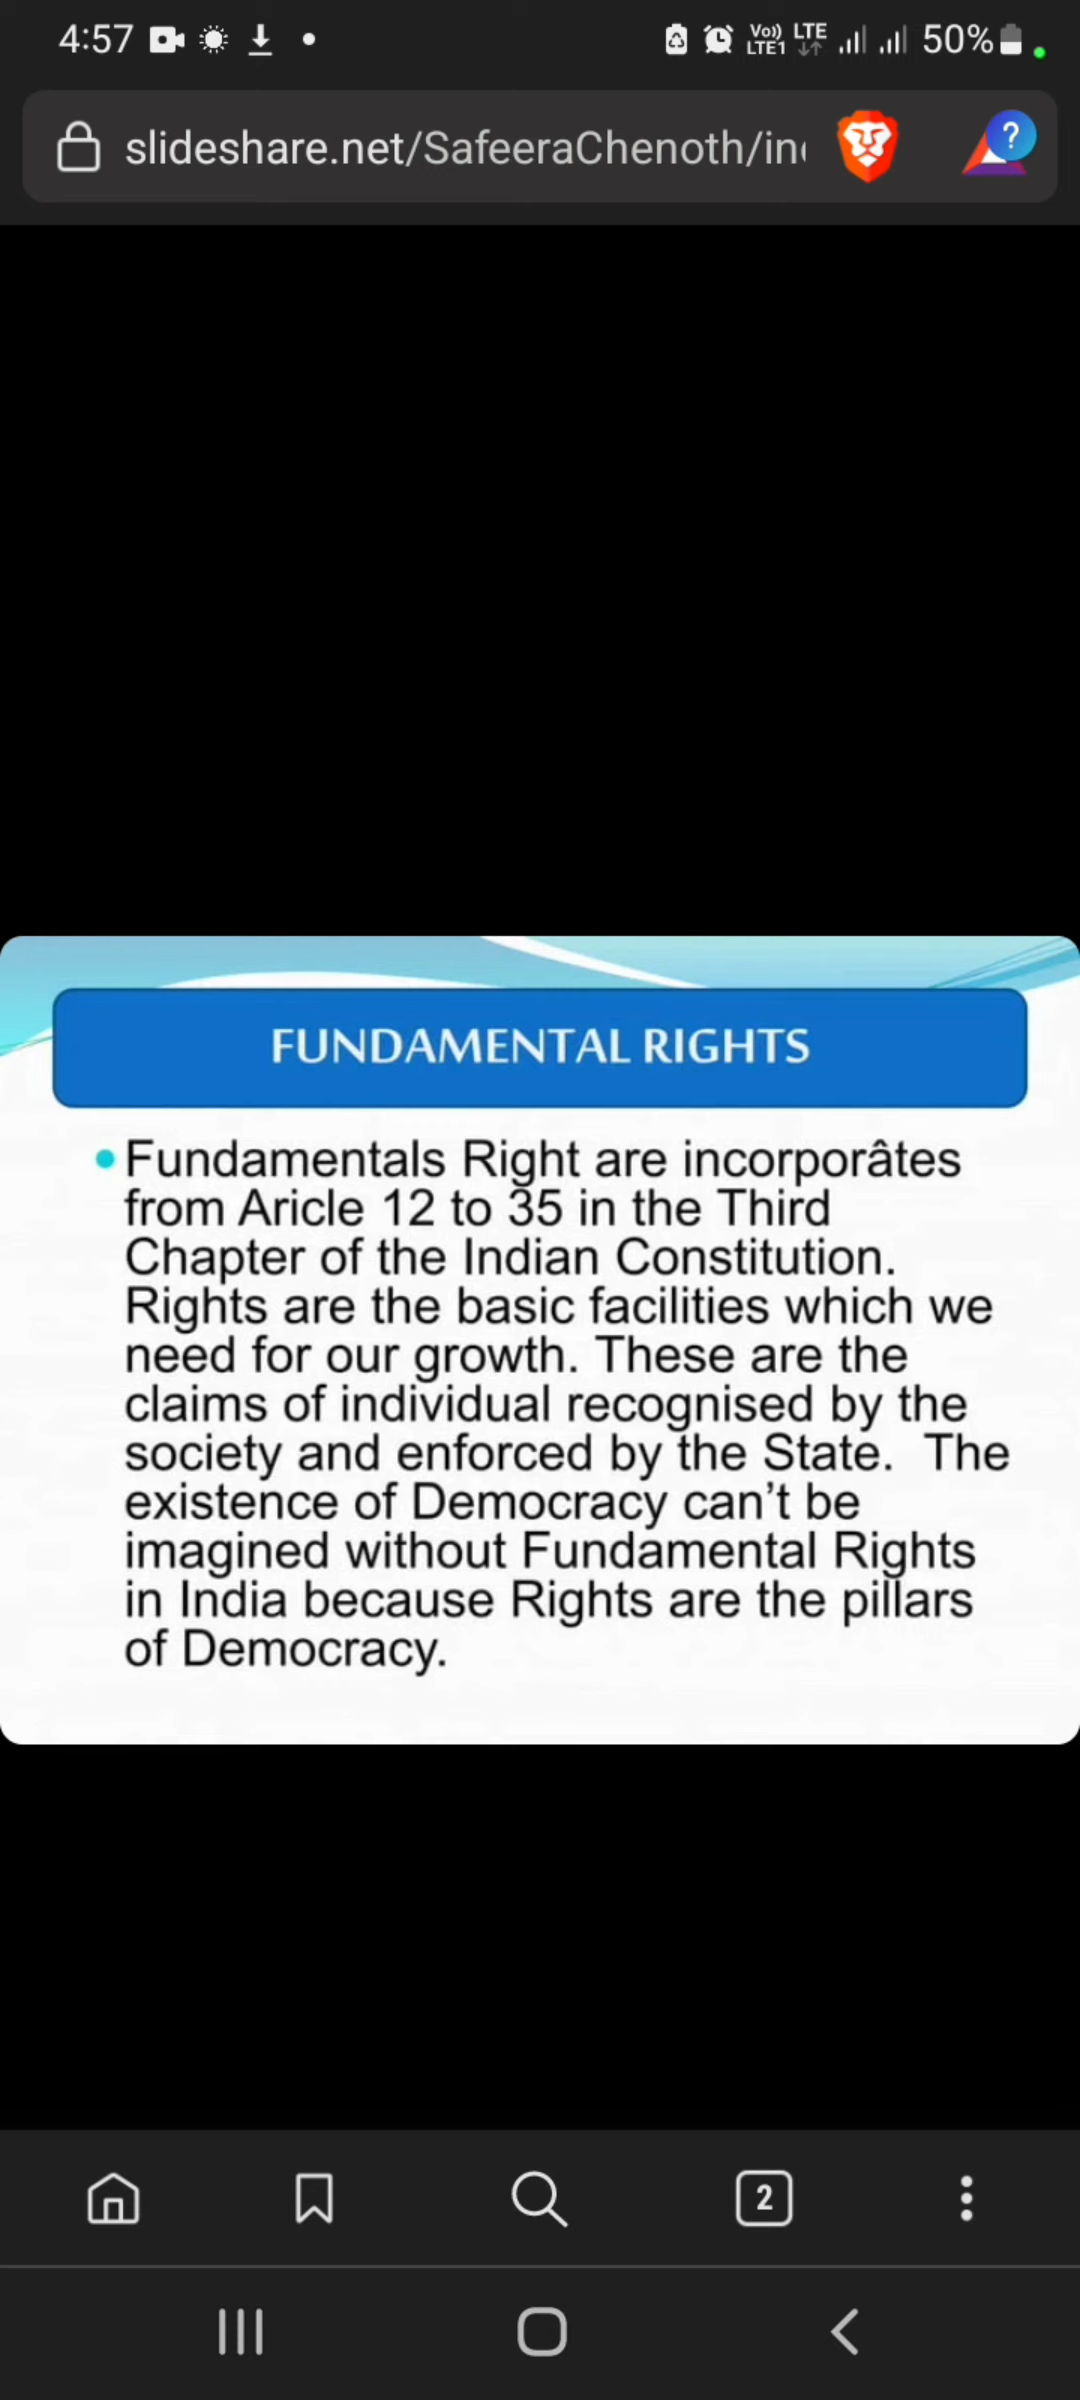 4:57
Vo)) LTE1 LTE 50%
slideshare.net/SafeeraChenoth/in
?
FUNDAMENTAL RIGHTS
Fundamentals Right are incorporâtes
from Aricle 12 to 35 in the Third
Chapter of the Indian Constitution.
Rights are the basic facilities which we
need for our growth. These are the
claims of individual recognised by the
society and enforced by the State.  The
existence of Democracy can't be
imagined without Fundamental Rights
in India because Rights are the pillars
of Democracy.
2